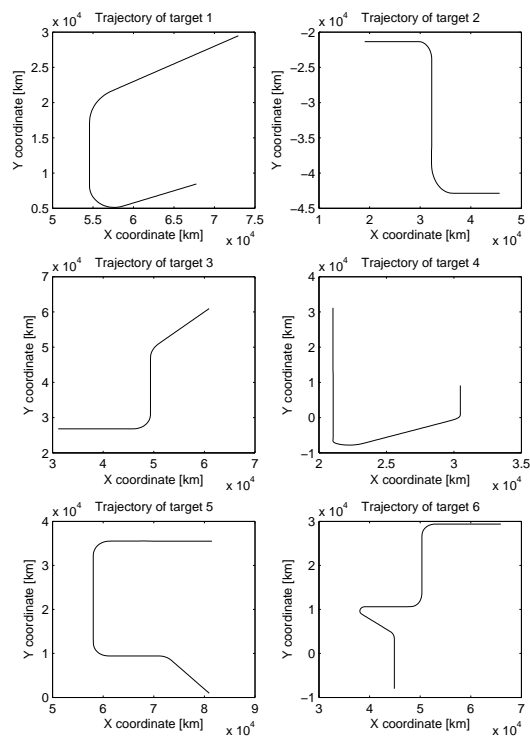 Trajectory of target 1
x 10^4
3
2.5
2
1.5
1
0.5
Y coordinate [km]
5 5.5 6 6.5 7 7.5
X coordinate [km]
x 10^4
Trajectory of target 2
x 10^4
-2
-2.5
-3
-3.5
-4
-4.5
Y coordinate [km]
1 2 3 4 5
X coordinate [km]
x 10^4
Trajectory of target 3
x 10^4
7
6
5
4
3
2
Y coordinate [km]
3 4 5 6 7
X coordinate [km]
x 10^4
Trajectory of target 4
x 10^4
4
3
2
1
0
-1
Y coordinate [km]
2 2.5 3 3.5
X coordinate [km]
x 10^4
Trajectory of target 5
x 10^4
4
3
2
1
0
Y coordinate [km]
5 6 7 8 9
X coordinate [km]
x 10^4
Trajectory of target 6
x 10^4
3
2
1
0
-1
Y coordinate [km]
3 4 5 6 7
X coordinate [km]
x 10^4